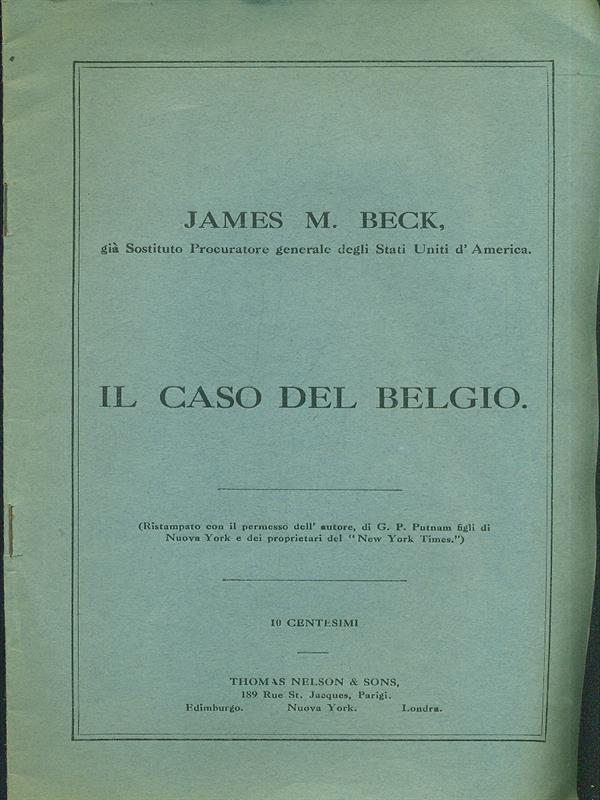 JAMES M. BECK,
già Sostituto Procuratore generale degli Stati Uniti d' America.
IL CASO DEL BELGIO.
(Ristampato con il permesso dell' autore, di G. P. Putnam figli di
Nuova York e dei proprietari del "New York Times.")
10 CENTESIMI
THOMAS NELSON & SONS,
189 Rue St. Jacques, Parigi.
Edimburgo. Nuova York. Londra.